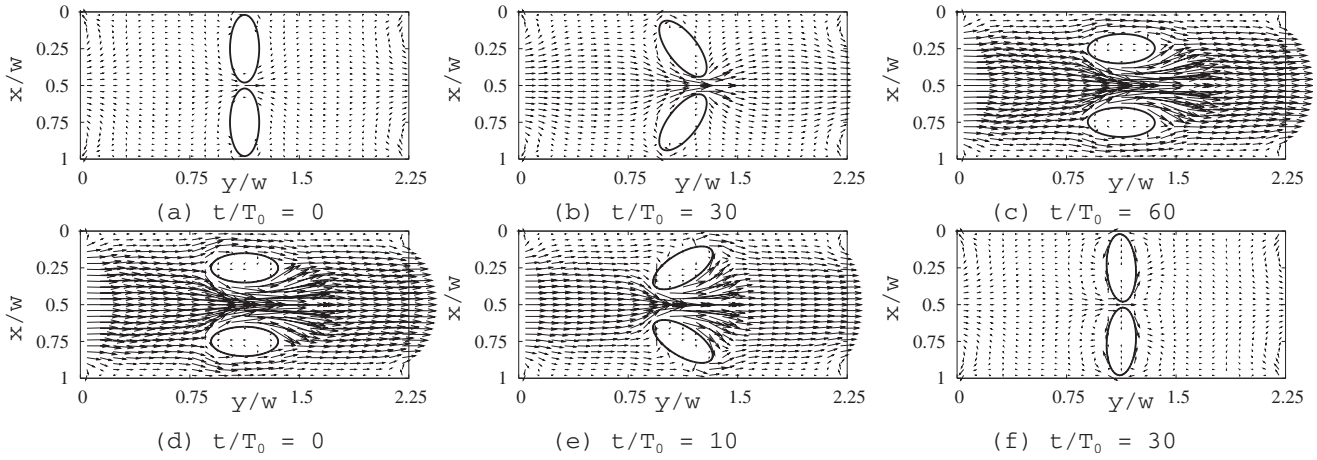 0 0 0
0.25 0.25 0.25
x/w 0.5 x/w 0.5 x/w 0.5
0.75 0.75 0.75
1 1 1
0 0.75 y/w 1.5 2.25 0 0.75 y/w 1.5 2.25 0 0.75 y/w 1.5 2.25
(a) t/T₀ = 0 (b) t/T₀ = 30 (c) t/T₀ = 60
0 0 0
0.25 0.25 0.25
x/w 0.5 x/w 0.5 x/w 0.5
0.75 0.75 0.75
1 1 1
0 0.75 y/w 1.5 2.25 0 0.75 y/w 1.5 2.25 0 0.75 y/w 1.5 2.25
(d) t/T₀ = 0 (e) t/T₀ = 10 (f) t/T₀ = 30